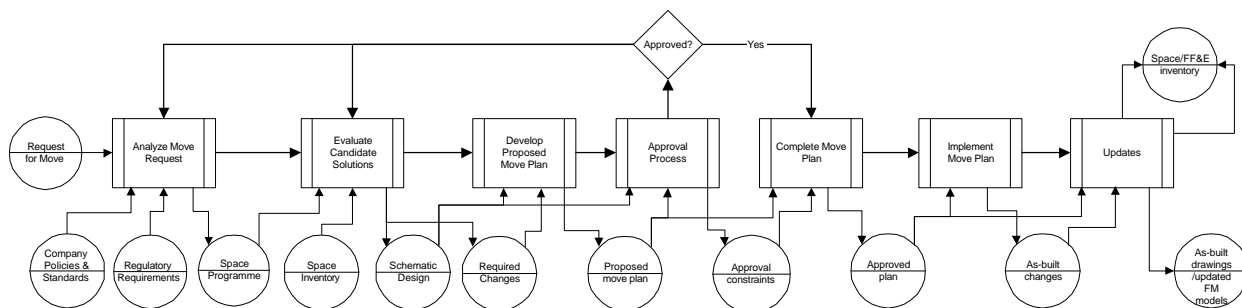 Approved?
Yes
Space/FF&E
inventory
Request
for Move
Analyze Move
Request
Evaluate
Candidate
Solutions
Develop
Proposed
Move Plan
Approval
Process
Complete Move
Plan
Implement
Move Plan
Updates
Company
Policies &
Standards
Regulatory
Requirements
Space
Programme
Space
Inventory
Schematic
Design
Required
Changes
Proposed
move plan
Approval
constraints
Approved
plan
As-built
changes
As-built
drawings
/updated
FM
models